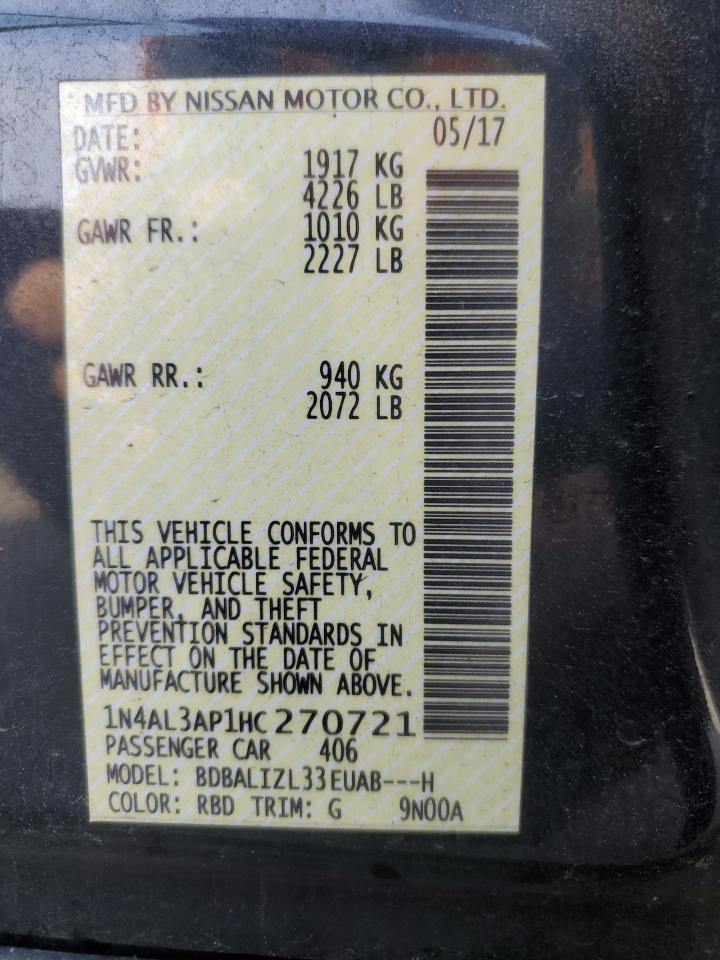 MFD BY NISSAN MOTOR CO., LTD.
DATE: 05/17
GVWR: 1917 KG
4226 LB
GAWR FR.: 1010 KG
2227 LB
GAWR RR.: 940 KG
2072 LB
THIS VEHICLE CONFORMS TO
ALL APPLICABLE FEDERAL
MOTOR VEHICLE SAFETY,
BUMPER, AND THEFT
PREVENTION STANDARDS IN
EFFECT ON THE DATE OF
MANUFACTURE SHOWN ABOVE.
1N4AL3AP1HC270721
PASSENGER CAR 406
MODEL: BDBALIZL33EUAB---H
COLOR: RBD TRIM: G 9N00A